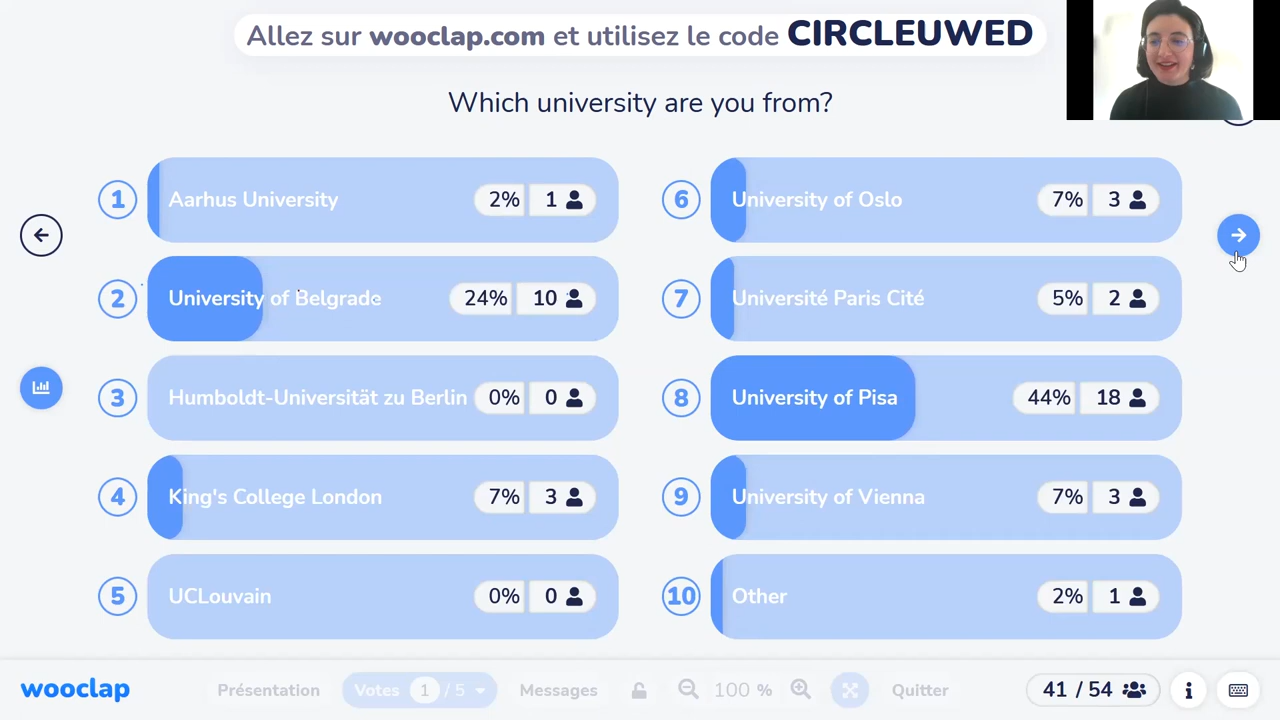 Allez sur wooclap.com et utilisez le code CIRCLEUWED
Which university are you from?
1 Aarhus University 2% 1
2 University of Belgrade 24% 10
3 Humboldt-Universität zu Berlin 0% 0
4 King's College London 7% 3
5 UCLouvain 0% 0
6 University of Oslo 7% 3
7 Université Paris Cité 5% 2
8 University of Pisa 44% 18
9 University of Vienna 7% 3
10 Other 2% 1
wooclap Présentation Votes 1 / 5 Messages 100 % Quitter 41 / 54